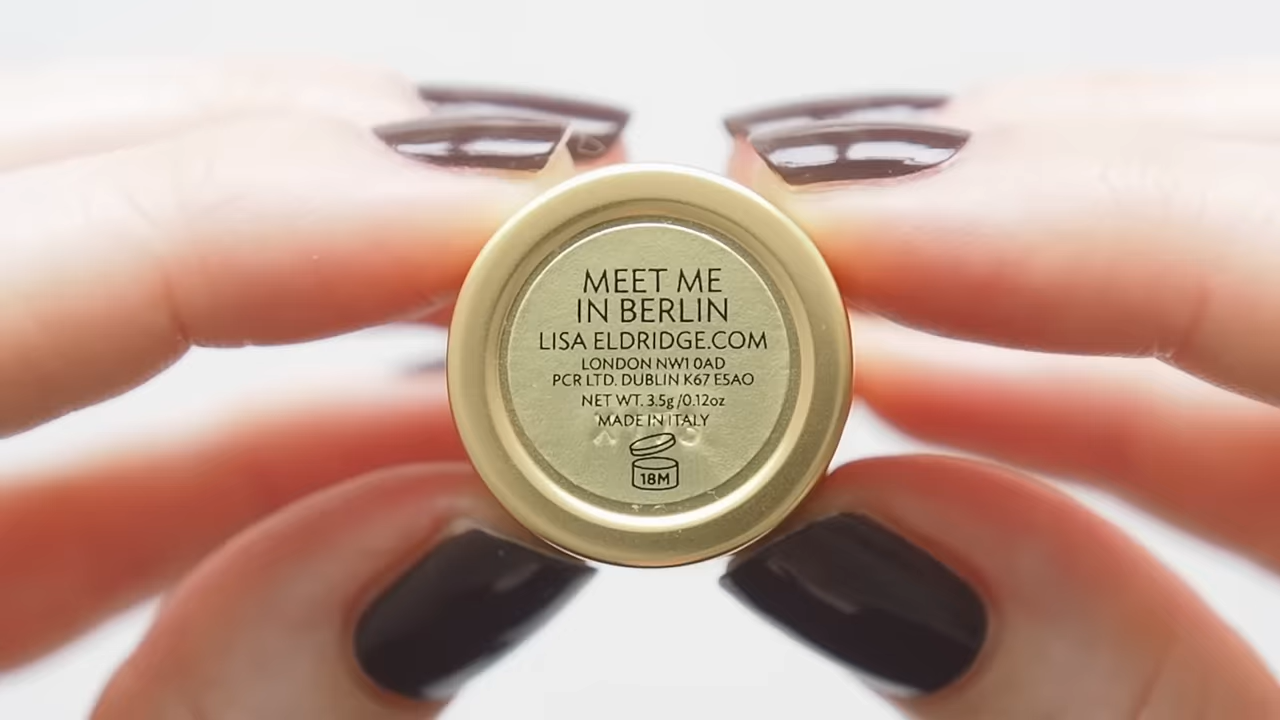 MEET ME
IN BERLIN
LISA ELDRIDGE.COM
LONDON NW1 0AD
PCR LTD. DUBLIN K67 E5AO
NET WT. 3.5g/0.12oz
MADE IN ITALY
18M